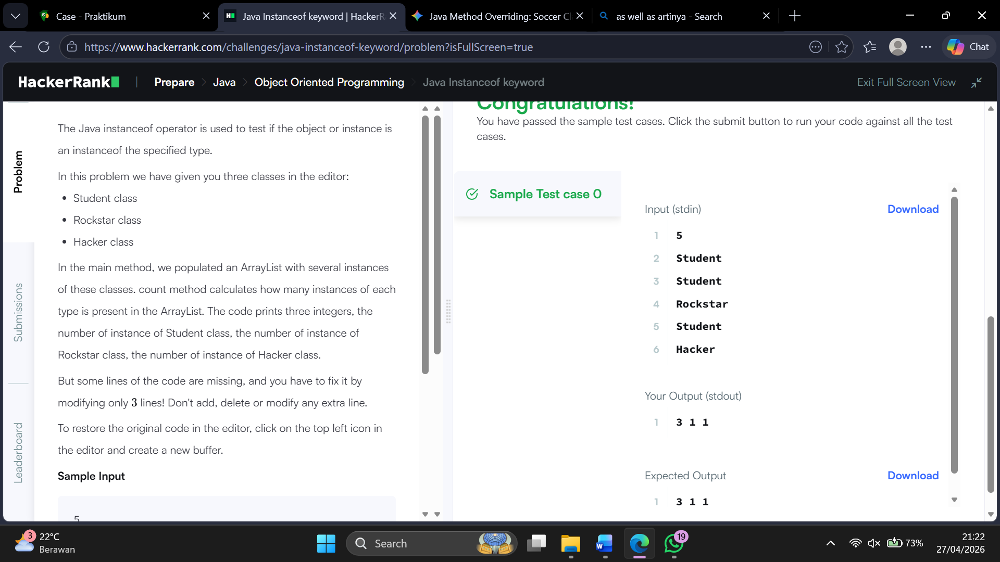 Case - Praktikum
Java Instanceof keyword | HackerR
Java Method Overriding: Soccer Cl
as well as artinya - Search
https://www.hackerrank.com/challenges/java-instanceof-keyword/problem?isFullScreen=true
Chat
HackerRank
Prepare
Java
Object Oriented Programming
Java Instanceof keyword
Exit Full Screen View
Problem
Submissions
Leaderboard
The Java instanceof operator is used to test if the object or instance is
an instanceof the specified type.
In this problem we have given you three classes in the editor:
• Student class
• Rockstar class
• Hacker class
In the main method, we populated an ArrayList with several instances
of these classes. count method calculates how many instances of each
type is present in the ArrayList. The code prints three integers, the
number of instance of Student class, the number of instance of
Rockstar class, the number of instance of Hacker class.
But some lines of the code are missing, and you have to fix it by
modifying only 3 lines! Don't add, delete or modify any extra line.
To restore the original code in the editor, click on the top left icon in
the editor and create a new buffer.
Sample Input
5
Congratulations!
You have passed the sample test cases. Click the submit button to run your code against all the test
cases.
Sample Test case 0
Input (stdin)
Download
1 5
2 Student
3 Student
4 Rockstar
5 Student
6 Hacker
Your Output (stdout)
1 3 1 1
Expected Output
Download
1 3 1 1
3
22°C
Berawan
Search
W
19
73%
21:22
27/04/2026